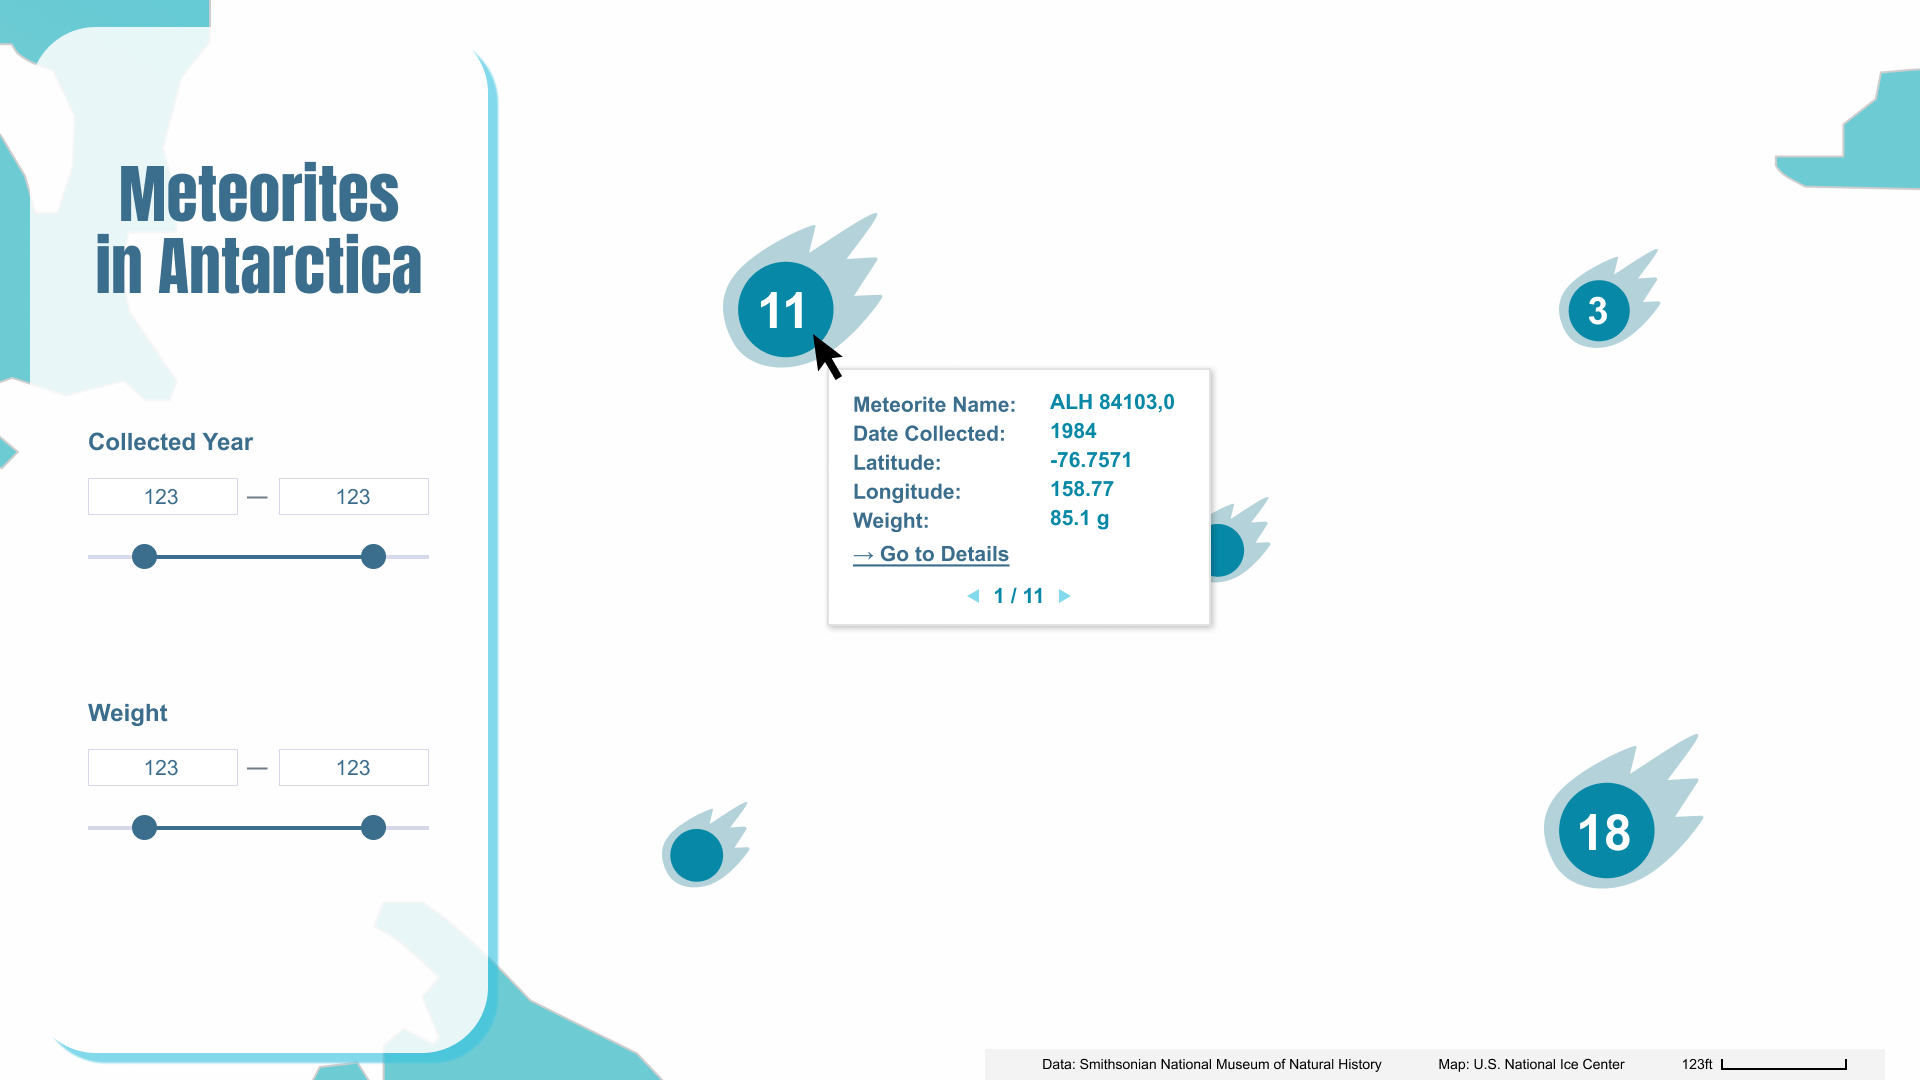 Meteorites
in Antarctica
Collected Year
123 — 123
Weight
123 — 123
11
3
Meteorite Name: ALH 84103,0
Date Collected: 1984
Latitude: -76.7571
Longitude: 158.77
Weight: 85.1 g
→ Go to Details
◀ 1 / 11 ▶
18
Data: Smithsonian National Museum of Natural History Map: U.S. National Ice Center 123ft